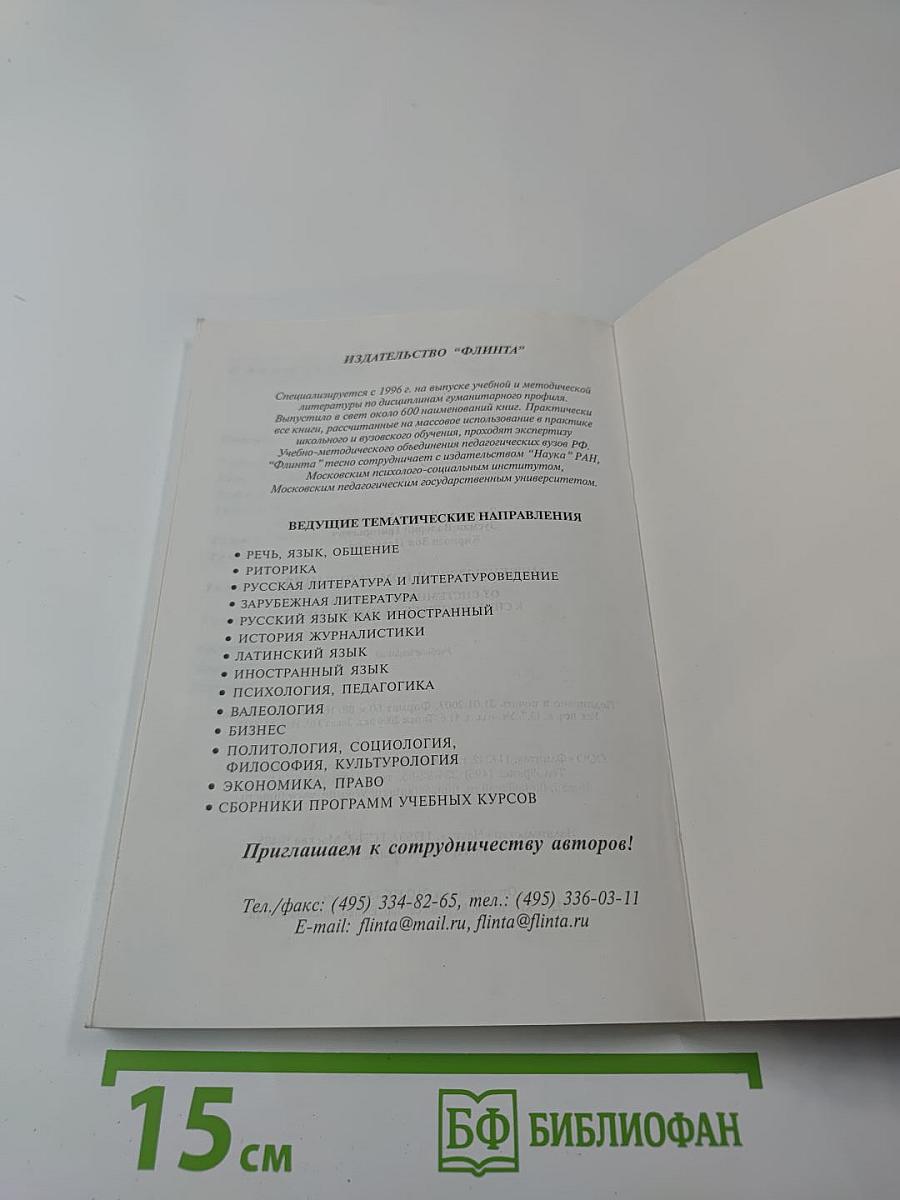 ИЗДАТЕЛЬСТВО "ФЛИНТА"
Специализируется с 1996 г. на выпуске учебной и методической
литературы по дисциплинам гуманитарного профиля.
Выпустило в свет около 600 наименований книг. Практически
все книги, рассчитанные на массовое использование в практике
школьного и вузовского обучения, проходят экспертизу
Учебно-методического объединения педагогических вузов РФ.
"Флинта" тесно сотрудничает с издательством "Наука" РАН,
Московским психолого-социальным институтом,
Московским педагогическим государственным университетом.
ВЕДУЩИЕ ТЕМАТИЧЕСКИЕ НАПРАВЛЕНИЯ
• РЕЧЬ, ЯЗЫК, ОБЩЕНИЕ
• РИТОРИКА
• РУССКАЯ ЛИТЕРАТУРА И ЛИТЕРАТУРОВЕДЕНИЕ
• ЗАРУБЕЖНАЯ ЛИТЕРАТУРА
• РУССКИЙ ЯЗЫК КАК ИНОСТРАННЫЙ
• ИСТОРИЯ ЖУРНАЛИСТИКИ
• ЛАТИНСКИЙ ЯЗЫК
• ИНОСТРАННЫЙ ЯЗЫК
• ПСИХОЛОГИЯ, ПЕДАГОГИКА
• ВАЛЕОЛОГИЯ
• БИЗНЕС
• ПОЛИТОЛОГИЯ, СОЦИОЛОГИЯ,
ФИЛОСОФИЯ, КУЛЬТУРОЛОГИЯ
• ЭКОНОМИКА, ПРАВО
• СБОРНИКИ ПРОГРАММ УЧЕБНЫХ КУРСОВ
Приглашаем к сотрудничеству авторов!
Тел./факс: (495) 334-82-65, тел.: (495) 336-03-11
E-mail: flinta@mail.ru, flinta@flinta.ru
15 см
БФ БИБЛИОФАН